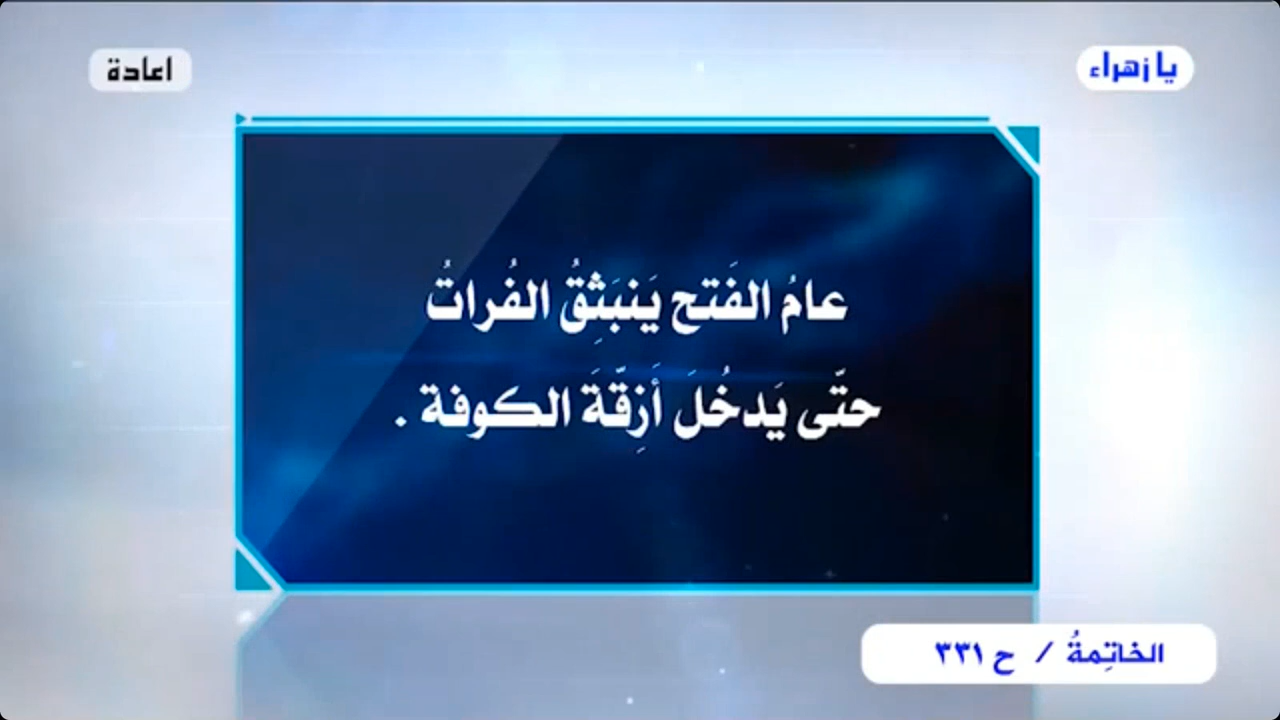 يا زهراء
اعادة
عامُ الفَتح يَنبَثِقُ الفُراتُ
حتّى يَدخُلَ أَزِقّةَ الكوفة .
الخاتِمةُ / ح ٣٣١